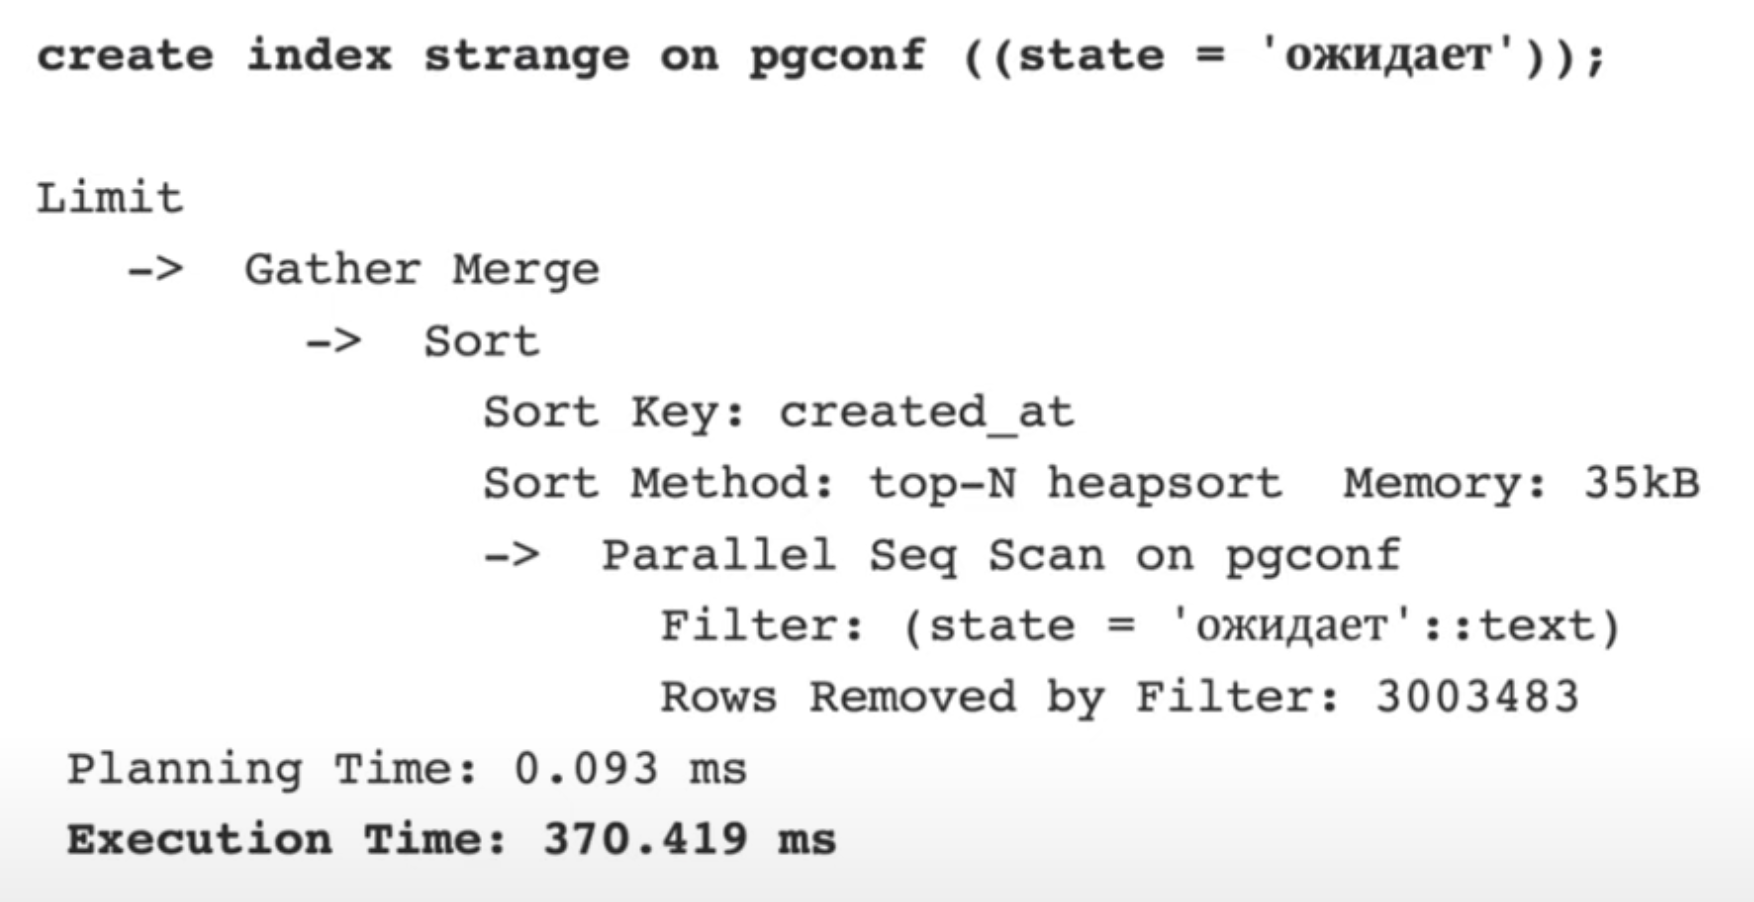 create index strange on pgconf ((state = 'ожидает'));
Limit
-> Gather Merge
-> Sort
Sort Key: created_at
Sort Method: top-N heapsort Memory: 35kB
-> Parallel Seq Scan on pgconf
Filter: (state = 'ожидает'::text)
Rows Removed by Filter: 3003483
Planning Time: 0.093 ms
Execution Time: 370.419 ms